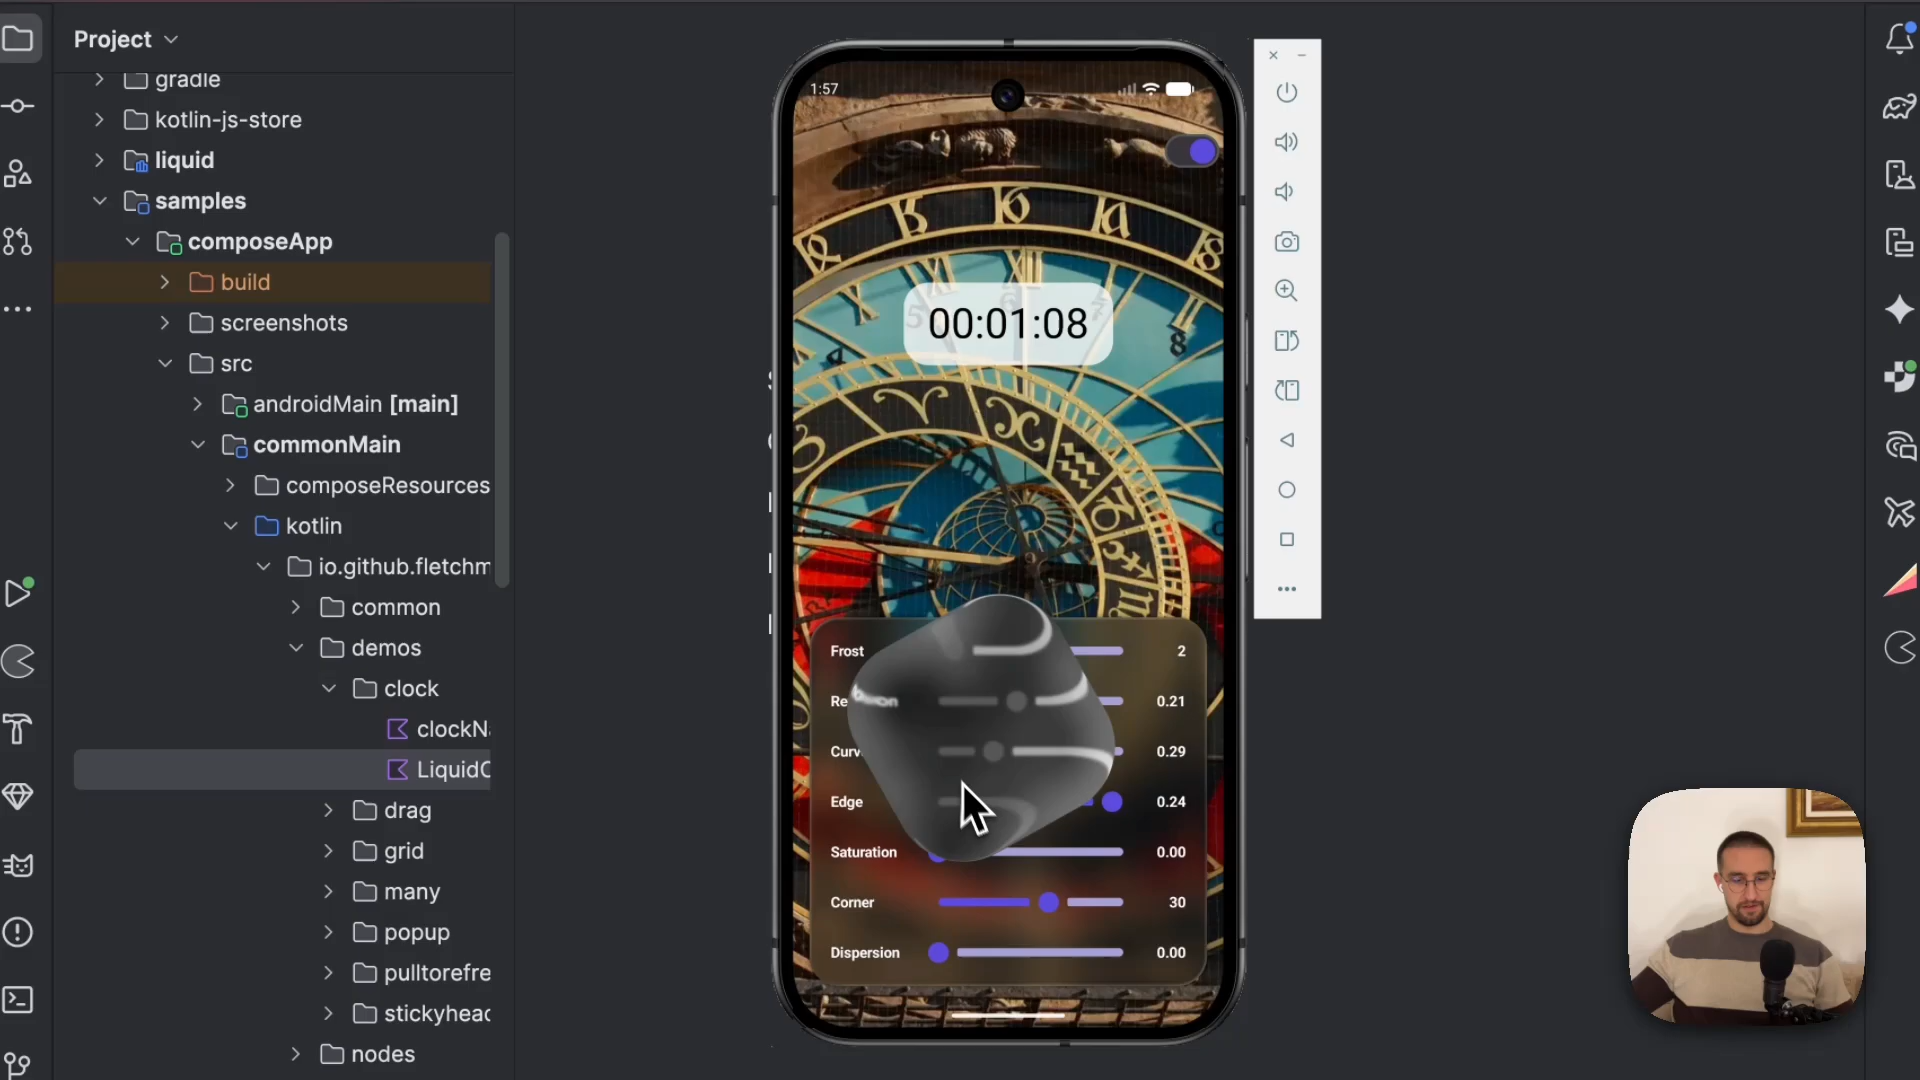 Project
gradle
kotlin-js-store
liquid
samples
composeApp
build
screenshots
src
androidMain [main]
commonMain
composeResources
kotlin
io.github.fletchm
common
demos
clock
clockN
LiquidC
drag
grid
many
popup
pulltorefre
stickyhead
nodes
1:57
00:01:08
Frost 2
Re on 0.21
Curv 0.29
Edge 0.24
Saturation 0.00
Corner 30
Dispersion 0.00